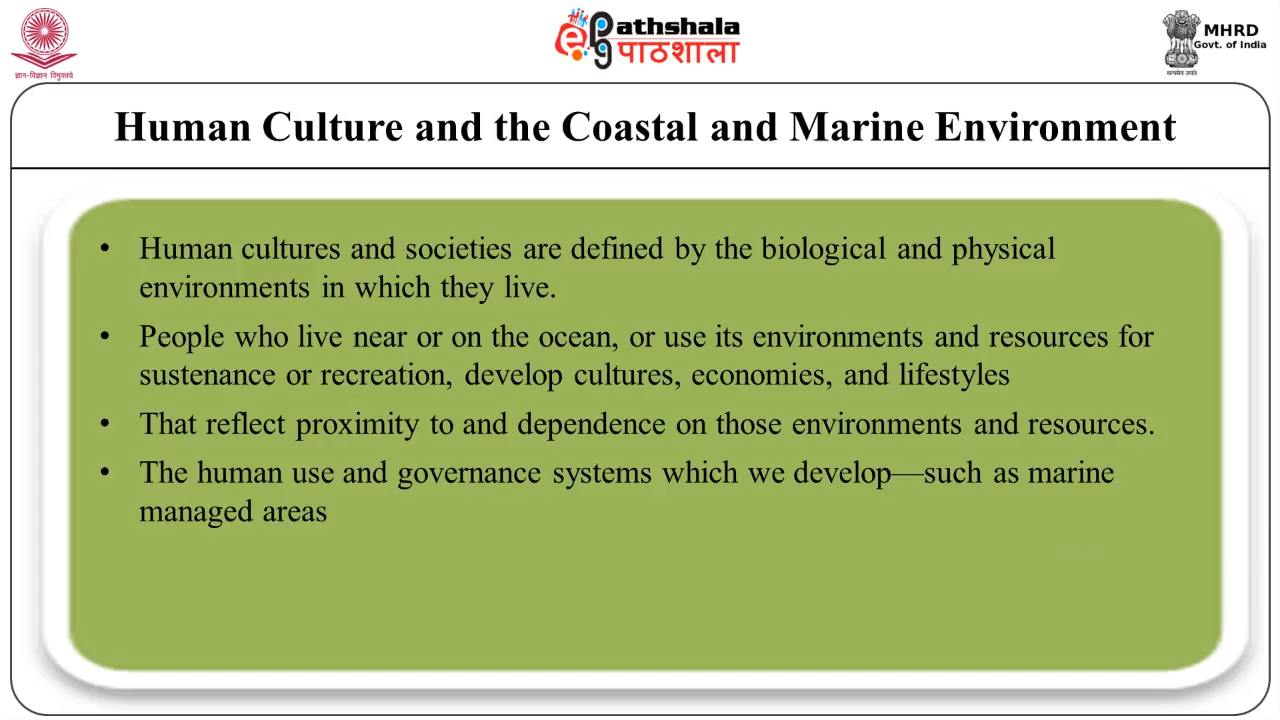 ज्ञान-विज्ञान विमुक्तये
ePathshala
पाठशाला
MHRD
Govt. of India
सत्यमेव जयते
Human Culture and the Coastal and Marine Environment
• Human cultures and societies are defined by the biological and physical
environments in which they live.
• People who live near or on the ocean, or use its environments and resources for
sustenance or recreation, develop cultures, economies, and lifestyles
• That reflect proximity to and dependence on those environments and resources.
• The human use and governance systems which we develop—such as marine
managed areas